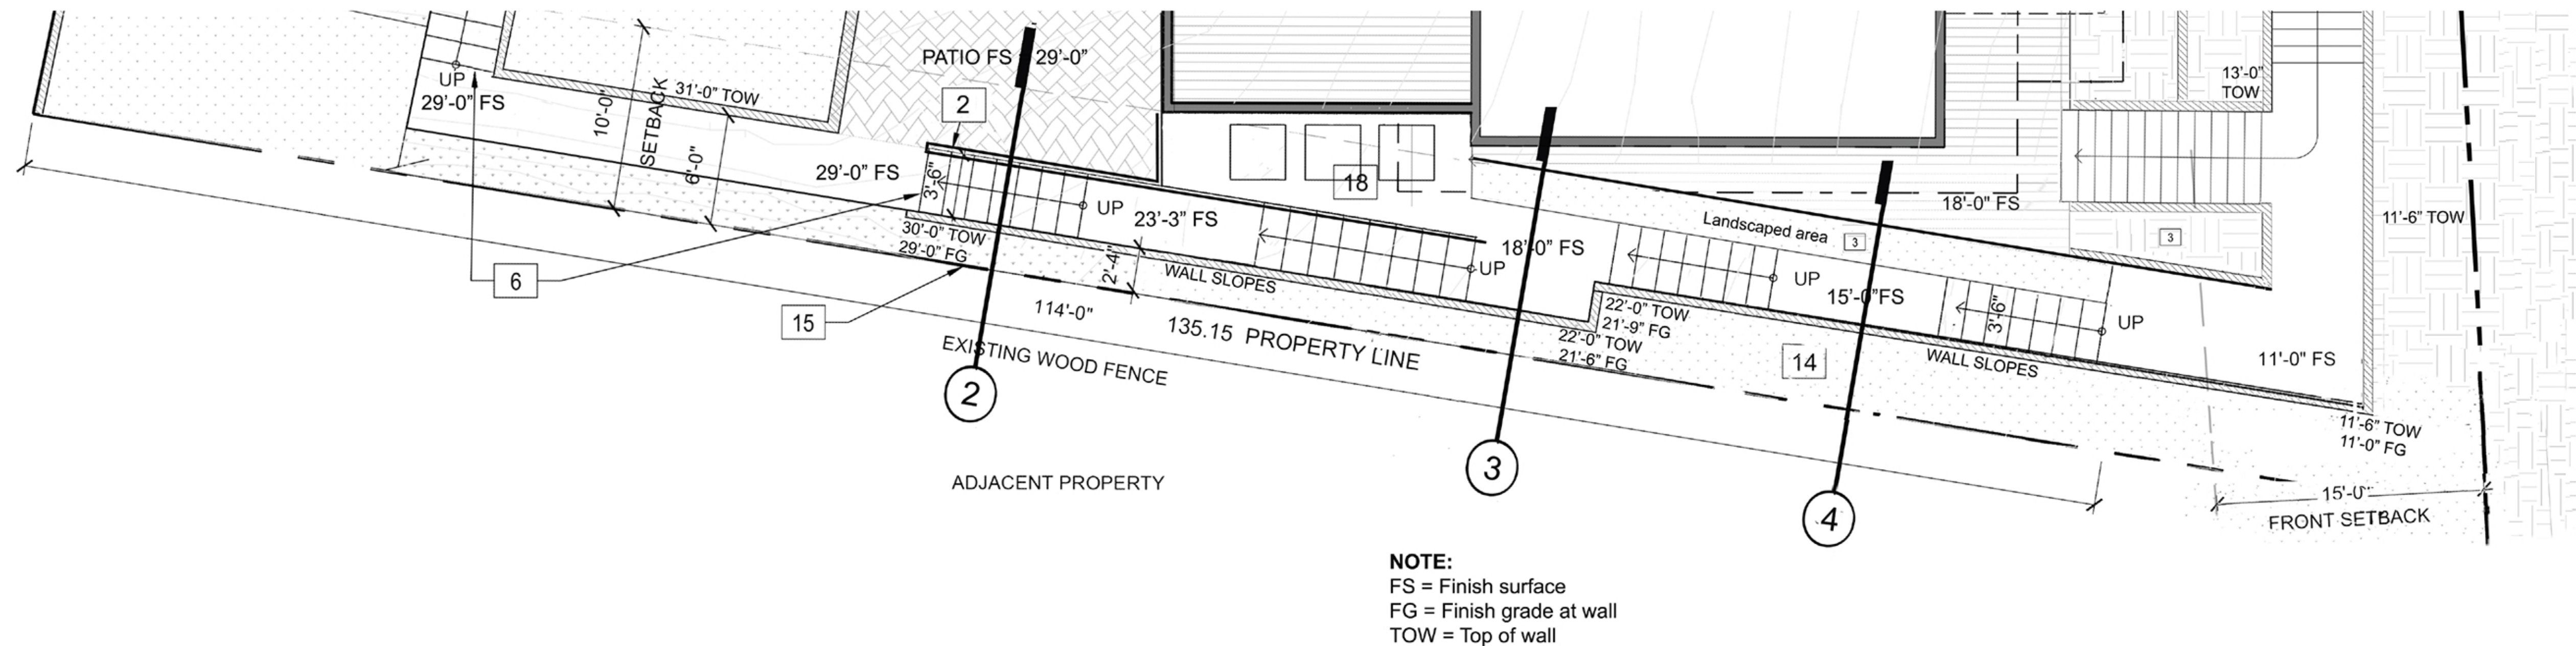 PATIO FS 29'-0"
UP
29'-0" FS
10'-0"
SETBACK
31'-0" TOW
6'-0"
2
29'-0" FS
3'-6"
UP
23'-3" FS
30'-0" TOW
29'-0" FG
2'-4"
WALL SLOPES
6
15
114'-0"
135.15 PROPERTY LINE
EXISTING WOOD FENCE
2
ADJACENT PROPERTY
18
UP
18'-0" FS
Landscaped area
3
18'-0" FS
13'-0"
TOW
3
11'-6" TOW
UP
15'-0" FS
22'-0" TOW
21'-9" FG
22'-0" TOW
21'-6" FG
14
3'-6"
UP
WALL SLOPES
11'-0" FS
11'-6" TOW
11'-0" FG
15'-0"
FRONT SETBACK
3
4
NOTE:
FS = Finish surface
FG = Finish grade at wall
TOW = Top of wall